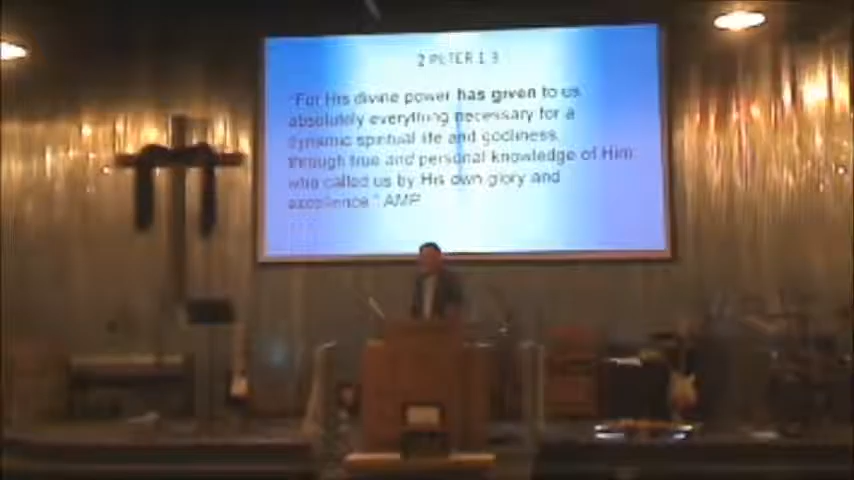 2 PETER 1 3
"For His divine power has given to us
absolutely everything necessary for a
dynamic spiritual life and godliness,
through true and personal knowledge of Him
who called us by His own glory and
excellence." AMP